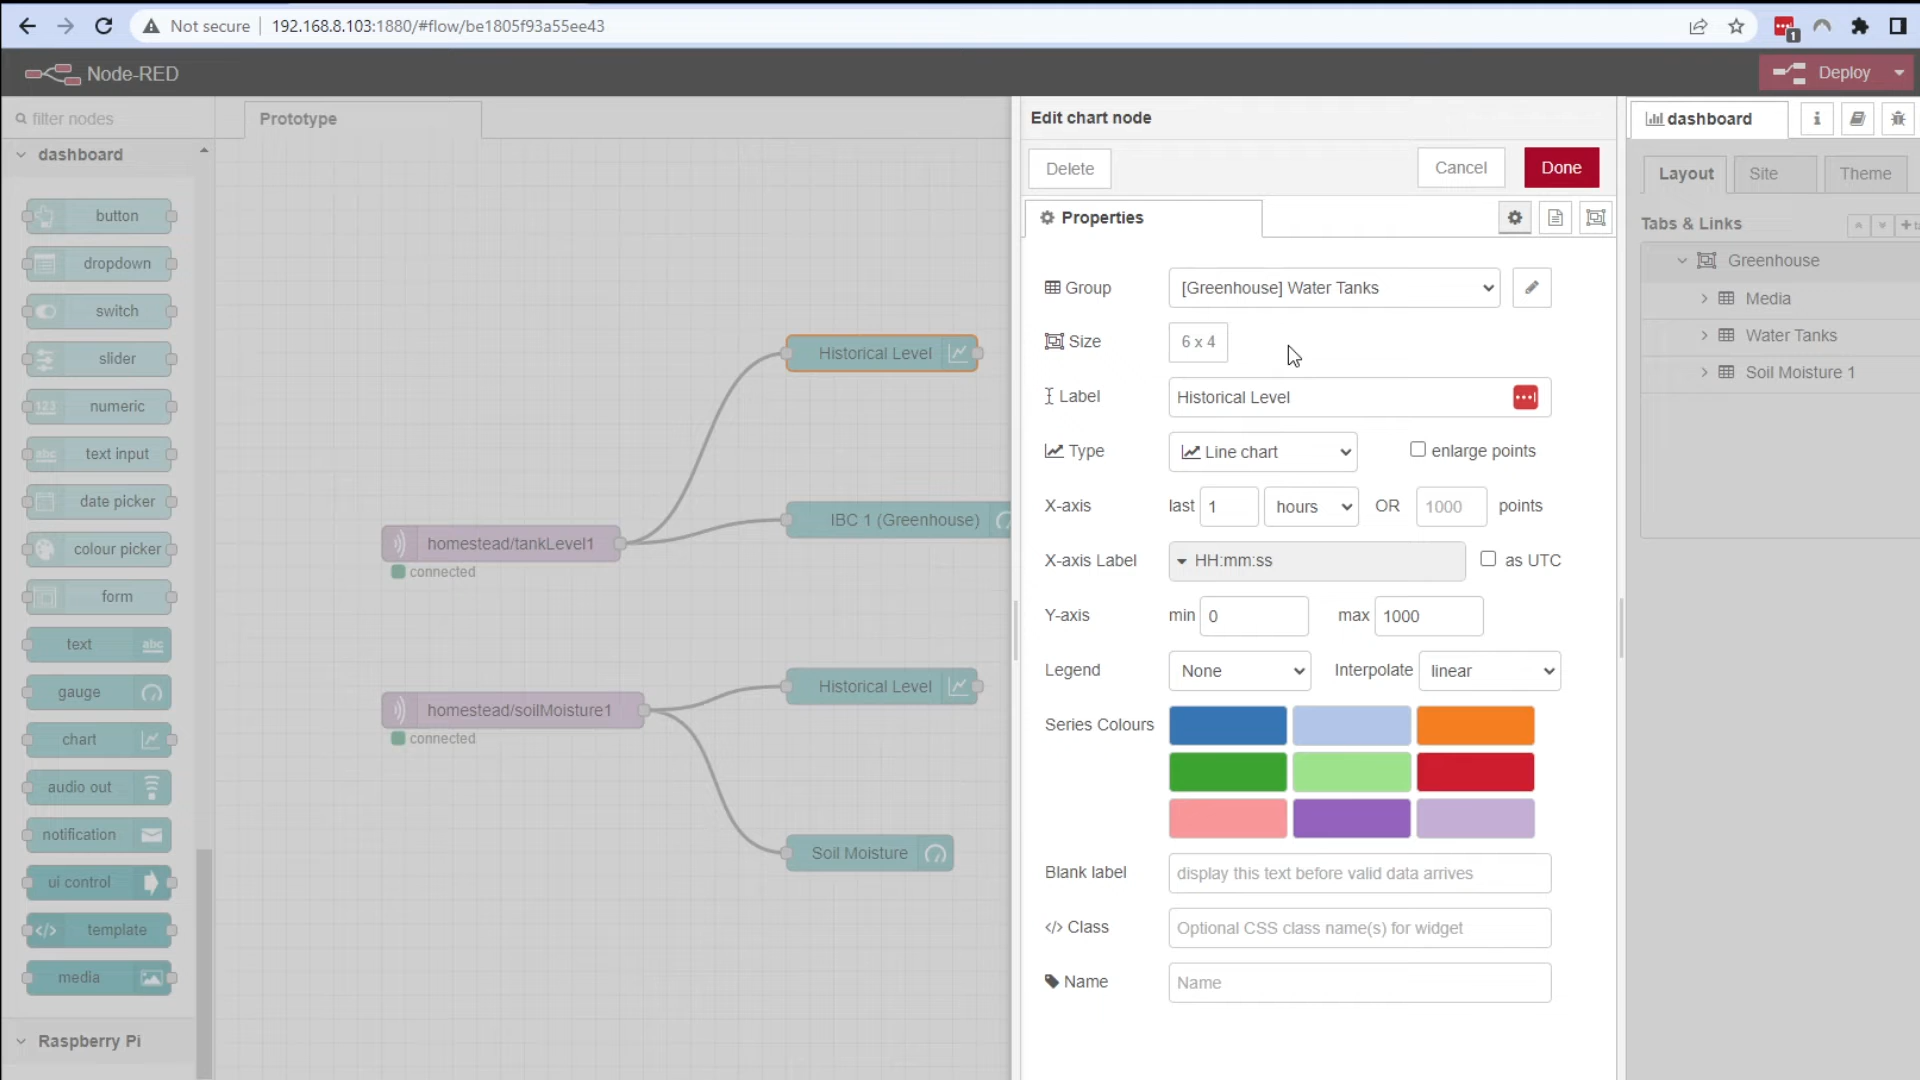 Not secure | 192.168.8.103:1880/#flow/be1805f93a55ee43
1
Node-RED
Deploy
filter nodes
dashboard
button
dropdown
switch
slider
123 numeric
abc text input
date picker
colour picker
form
text abc
gauge
chart
audio out
notification
ui control
</> template
media
Raspberry Pi
Prototype
Historical Level
IBC 1 (Greenhouse)
homestead/tankLevel1
connected
Historical Level
homestead/soilMoisture1
connected
Soil Moisture
Edit chart node
Delete
Cancel
Done
Properties
Group
[Greenhouse] Water Tanks
Size
6 x 4
Label
Historical Level
Type
Line chart
enlarge points
X-axis
last 1 hours OR 1000 points
X-axis Label
HH:mm:ss
as UTC
Y-axis
min 0 max 1000
Legend
None
Interpolate linear
Series Colours
Blank label
display this text before valid data arrives
</> Class
Optional CSS class name(s) for widget
Name
Name
dashboard
i
Layout
Site
Theme
Tabs & Links
Greenhouse
Media
Water Tanks
Soil Moisture 1